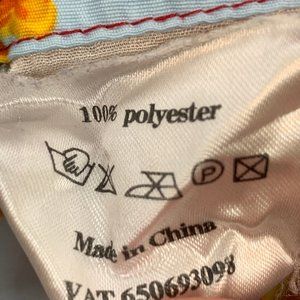 100% polyester
P
Made in China
VAT 650693098